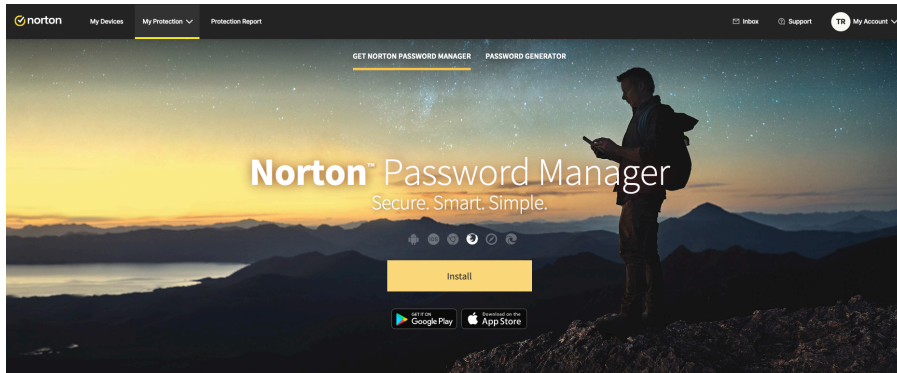 norton
My Devices
My Protection
Protection Report
Inbox
Support
TR
My Account
GET NORTON PASSWORD MANAGER
PASSWORD GENERATOR
Norton™ Password Manager
Secure. Smart. Simple.
Install
GET IT ON
Google Play
Download on the
App Store